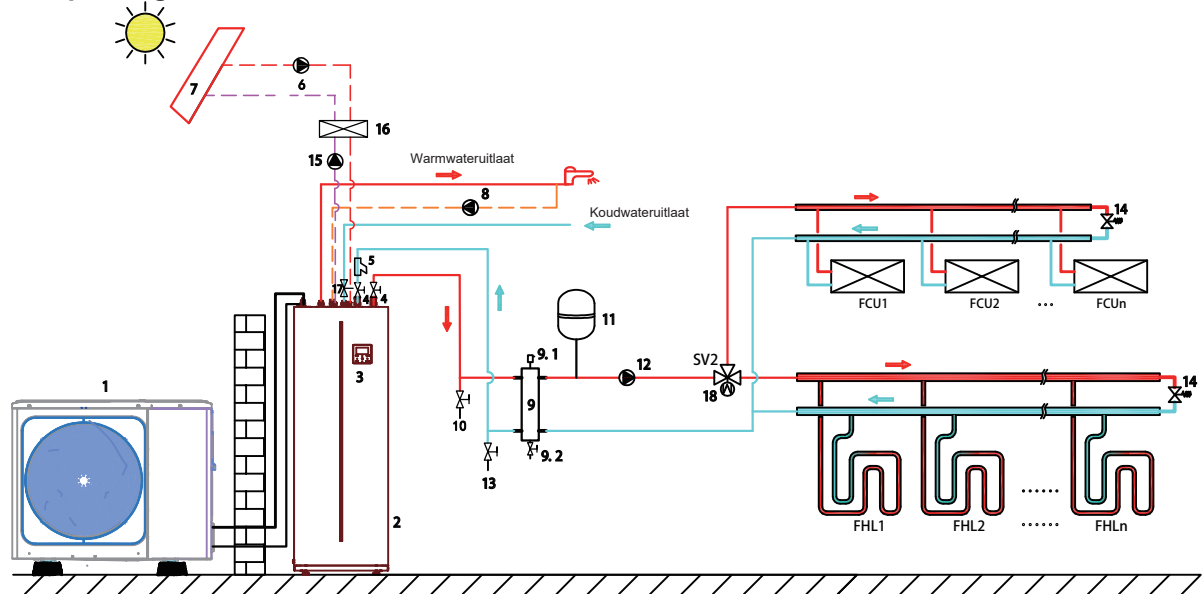 7
6
16
15
Warmwateruitlaat
8
Koudwateruitlaat
14
5
17
4
4
FCU1
FCU2
...
FCUn
11
9. 1
SV2
12
3
1
18
14
9
10
9. 2
13
2
FHL1
FHL2
......
......
FHLn